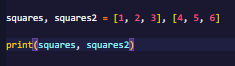 squares, squares2 = [1, 2, 3], [4, 5, 6]
print(squares, squares2)